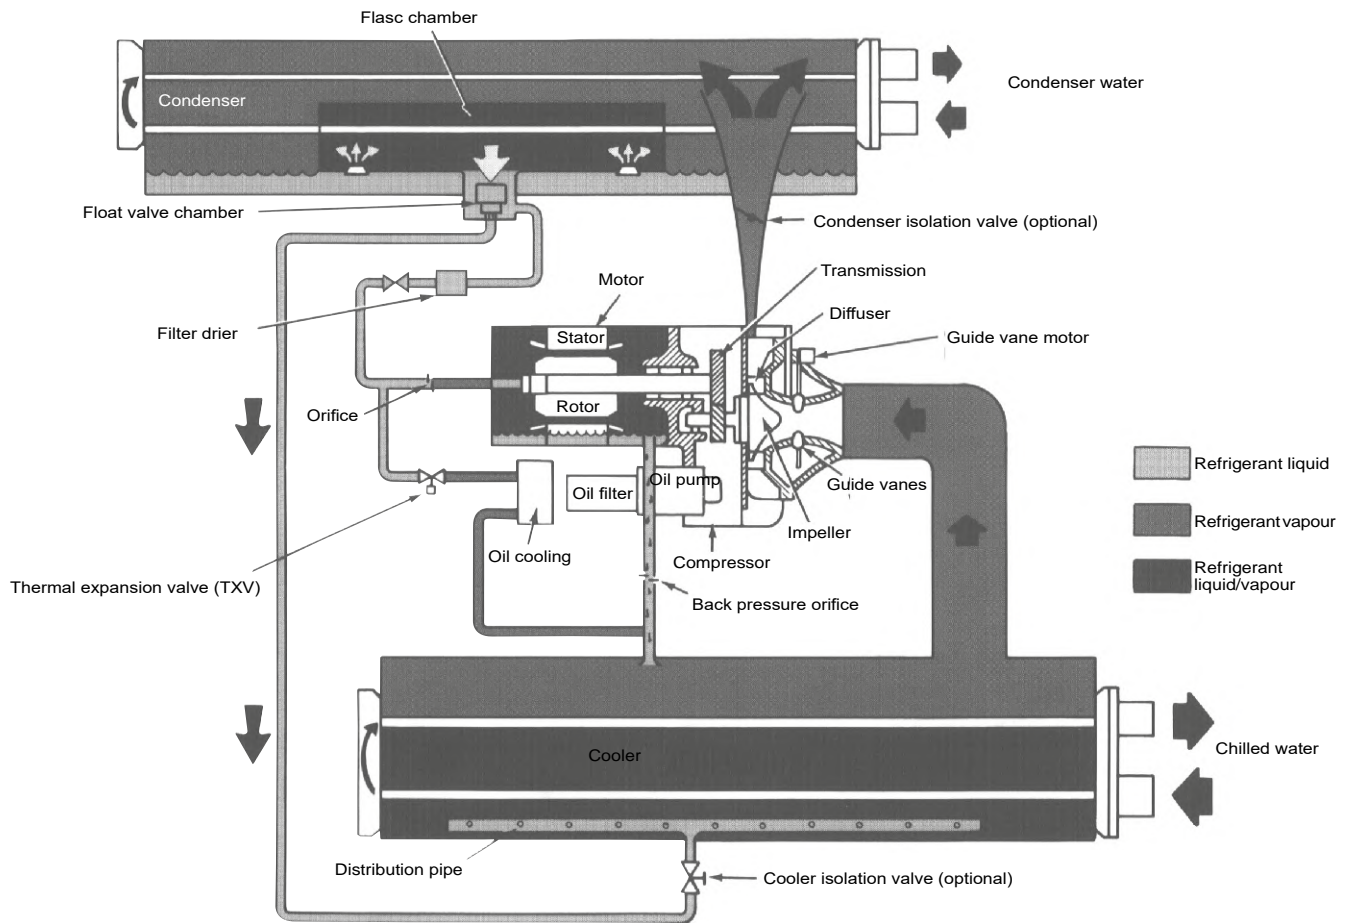 Flasc chamber
Condenser water
Condenser
Float valve chamber
Condenser isolation valve (optional)
Transmission
Motor
Diffuser
Filter drier
Stator
Guide vane motor
Rotor
Orifice
Refrigerant liquid
Oil filter
Oil pump
Guide vanes
Refrigerant vapour
Impeller
Oil cooling
Compressor
Thermal expansion valve (TXV)
Refrigerant
liquid/vapour
Back pressure orifice
Cooler
Chilled water
Distribution pipe
Cooler isolation valve (optional)